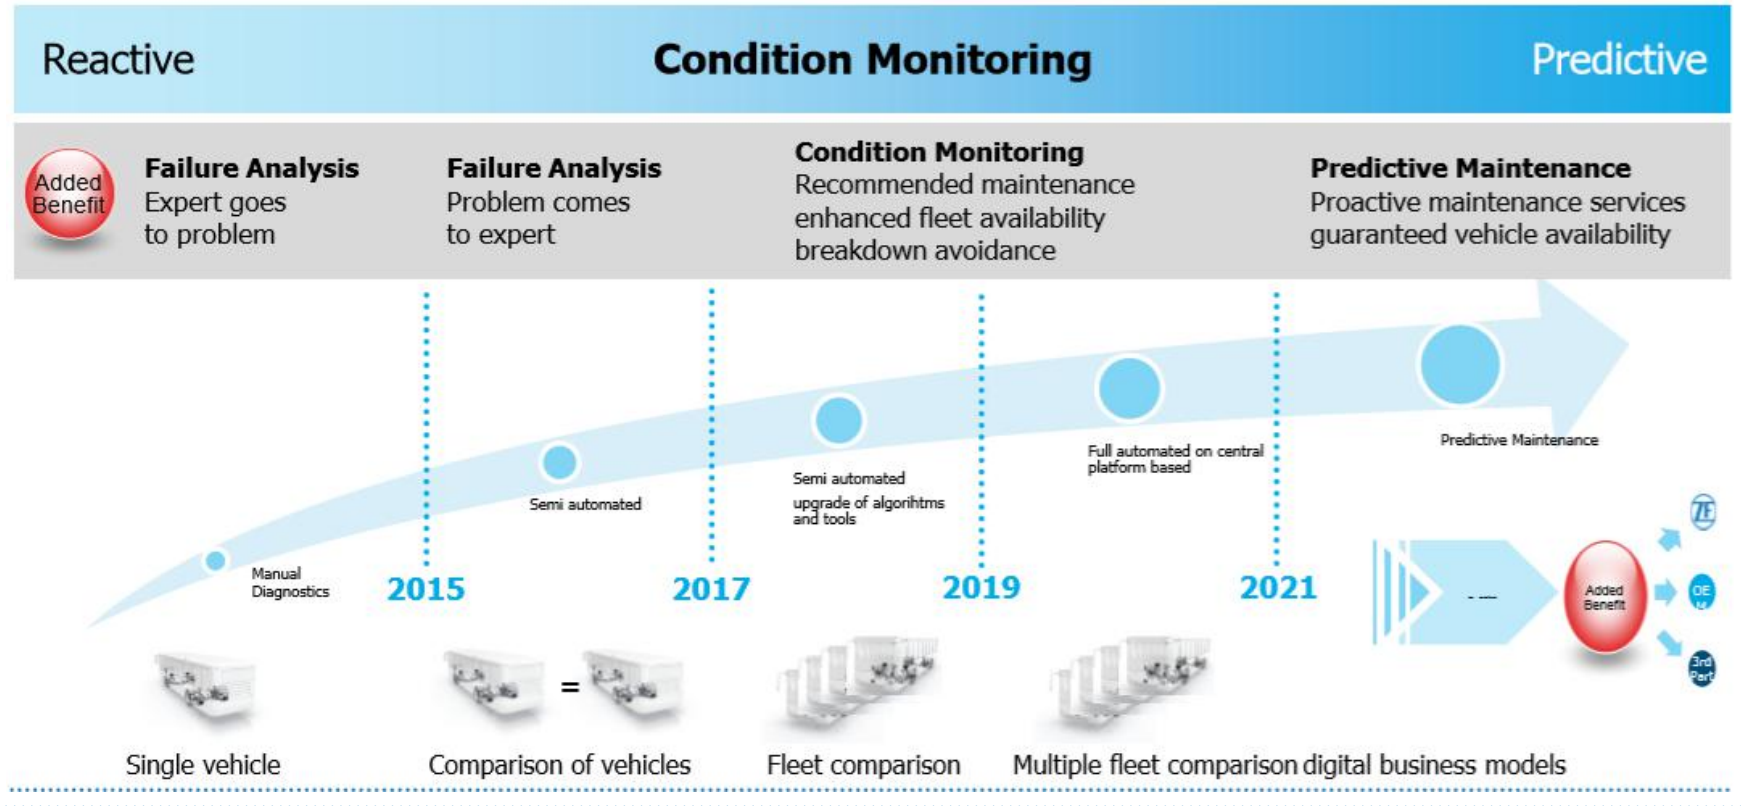 Reactive
Condition Monitoring
Predictive
Added
Benefit
Failure Analysis
Expert goes
to problem
Failure Analysis
Problem comes
to expert
Condition Monitoring
Recommended maintenance
enhanced fleet availability
breakdown avoidance
Predictive Maintenance
Proactive maintenance services
guaranteed vehicle availability
Manual
Diagnostics
Semi automated
Semi automated
upgrade of algorihtms
and tools
Full automated on central
platform based
Predictive Maintenance
2015
2017
2019
2021
Added
Benefit
ZF
OE
M
3rd
Part
=
Single vehicle
Comparison of vehicles
Fleet comparison
Multiple fleet comparison
digital business models